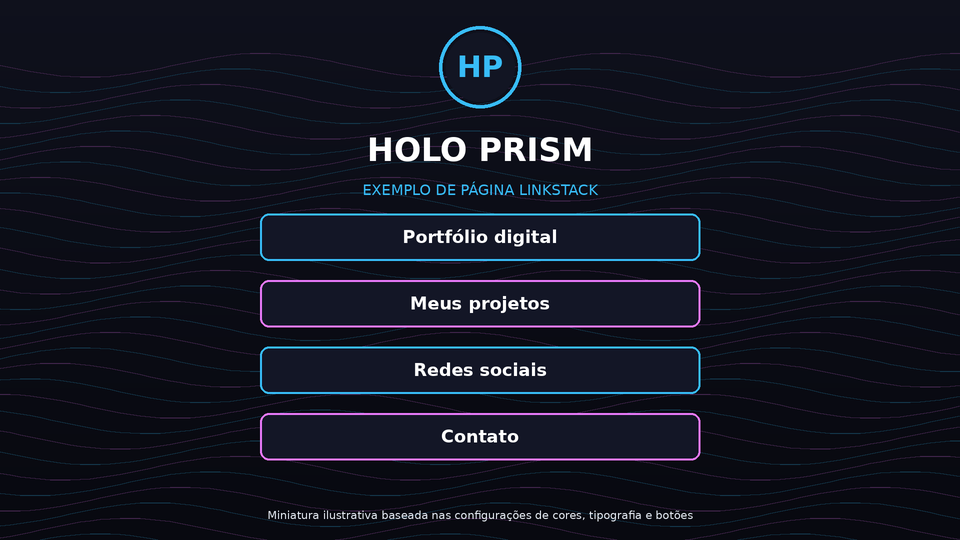 HP
HOLO PRISM
EXEMPLO DE PÁGINA LINKSTACK
Portfólio digital
Meus projetos
Redes sociais
Contato
Miniatura ilustrativa baseada nas configurações de cores, tipografia e botões